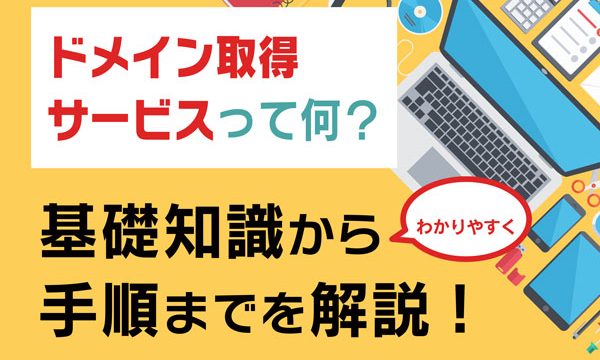 ドメイン取得
サービスって何？
基礎知識から
わかりやすく
手順までを解説！